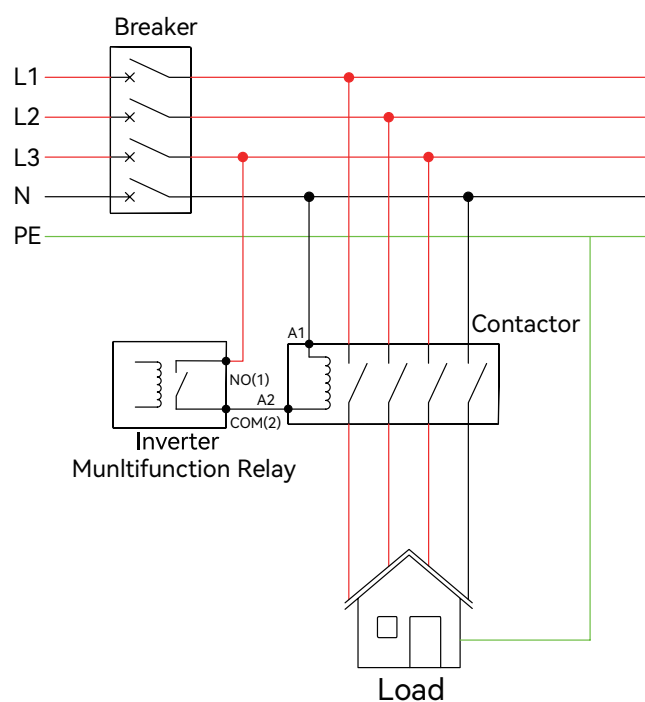 Breaker
L1
L2
L3
N
PE
A1
Contactor
NO(1)
A2
COM(2)
Inverter
Munltifunction Relay
Load